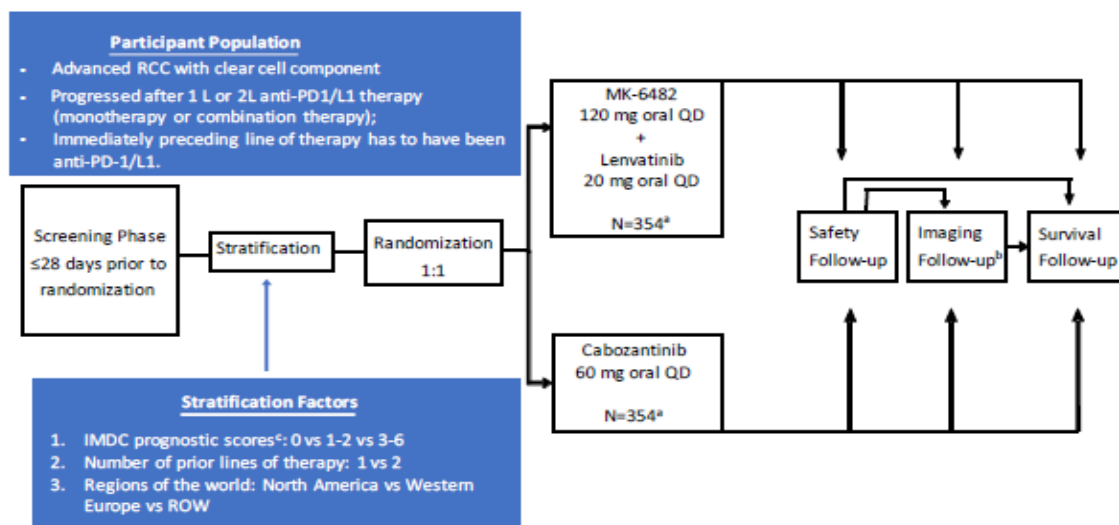 Participant Population
- Advanced RCC with clear cell component
- Progressed after 1 L or 2L anti-PD1/L1 therapy
(monotherapy or combination therapy);
- Immediately preceding line of therapy has to have been
anti-PD-1/L1.
Screening Phase
≤28 days prior to
randomization
Stratification
Randomization
1:1
MK-6482
120 mg oral QD
+
Lenvatinib
20 mg oral QD
N=354ᵃ
Cabozantinib
60 mg oral QD
N=354ᵃ
Safety
Follow-up
Imaging
Follow-upᵇ
Survival
Follow-up
Stratification Factors
1. IMDC prognostic scoresᶜ: 0 vs 1-2 vs 3-6
2. Number of prior lines of therapy: 1 vs 2
3. Regions of the world: North America vs Western
Europe vs ROW